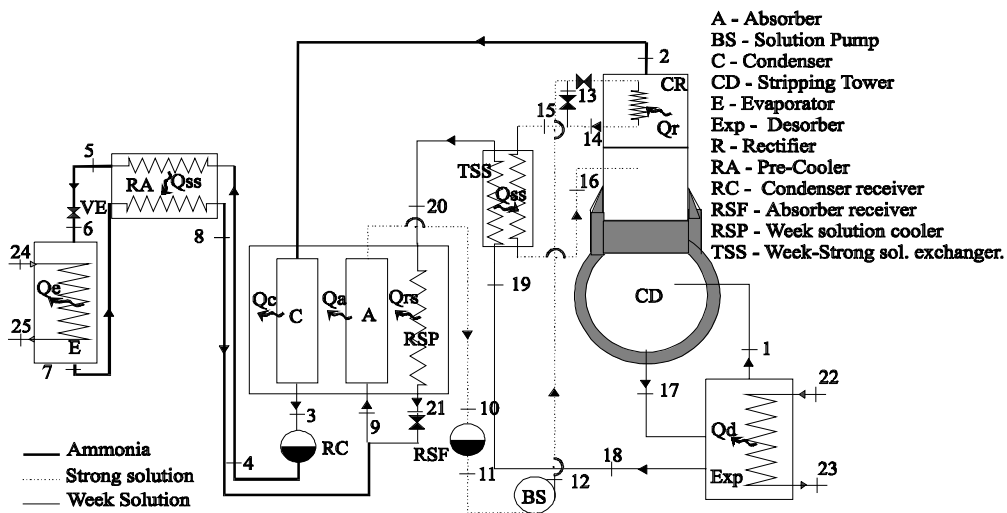 A - Absorber
BS - Solution Pump
C - Condenser
CD - Stripping Tower
E - Evaporator
Exp - Desorber
R - Rectifier
RA - Pre-Cooler
RC - Condenser receiver
RSF - Absorber receiver
RSP - Week solution cooler
TSS - Week-Strong sol. exchanger.
2
CR
13
15
14
Qr
5
RA
Qss
VE
6
8
TSS
Qss
16
20
19
24
Qe
25
E
7
Qc
C
Qa
A
Qrs
RSP
CD
1
17
22
Qd
23
Exp
3
9
21
10
RC
RSF
4
11
12
18
BS
Ammonia
Strong solution
Week Solution